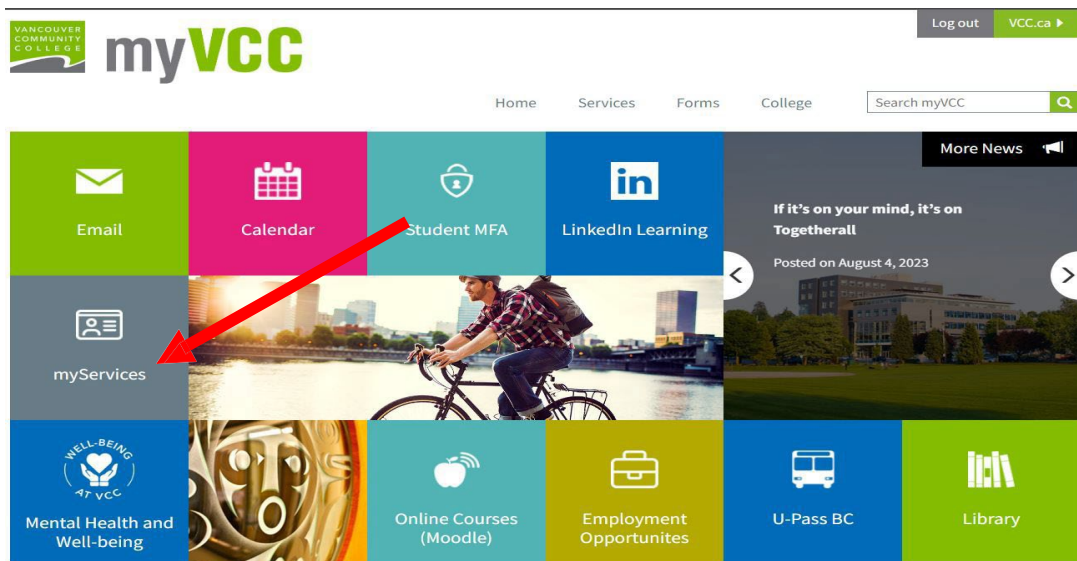 VANCOUVER
COMMUNITY
COLLEGE
myVCC
Log out
VCC.ca
Home
Services
Forms
College
Search myVCC
Email
Calendar
Student MFA
LinkedIn Learning
in
More News
If it's on your mind, it's on
Togetherall
Posted on August 4, 2023
myServices
WELL-BEING
AT VCC
Mental Health and
Well-being
Online Courses
(Moodle)
Employment
Opportunites
U-Pass BC
Library